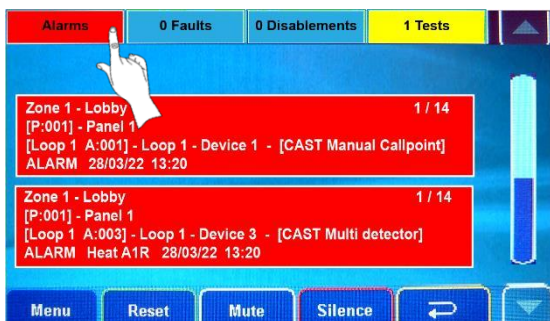 Alarms 0 Faults 0 Disablements 1 Tests
Zone 1 - Lobby 1 / 14
[P:001] - Panel 1
[Loop 1 A:001] - Loop 1 - Device 1 - [CAST Manual Callpoint]
ALARM 28/03/22 13:20
Zone 1 - Lobby 1 / 14
[P:001] - Panel 1
[Loop 1 A:003] - Loop 1 - Device 3 - [CAST Multi detector]
ALARM Heat A1R 28/03/22 13:20
Menu Reset Mute Silence